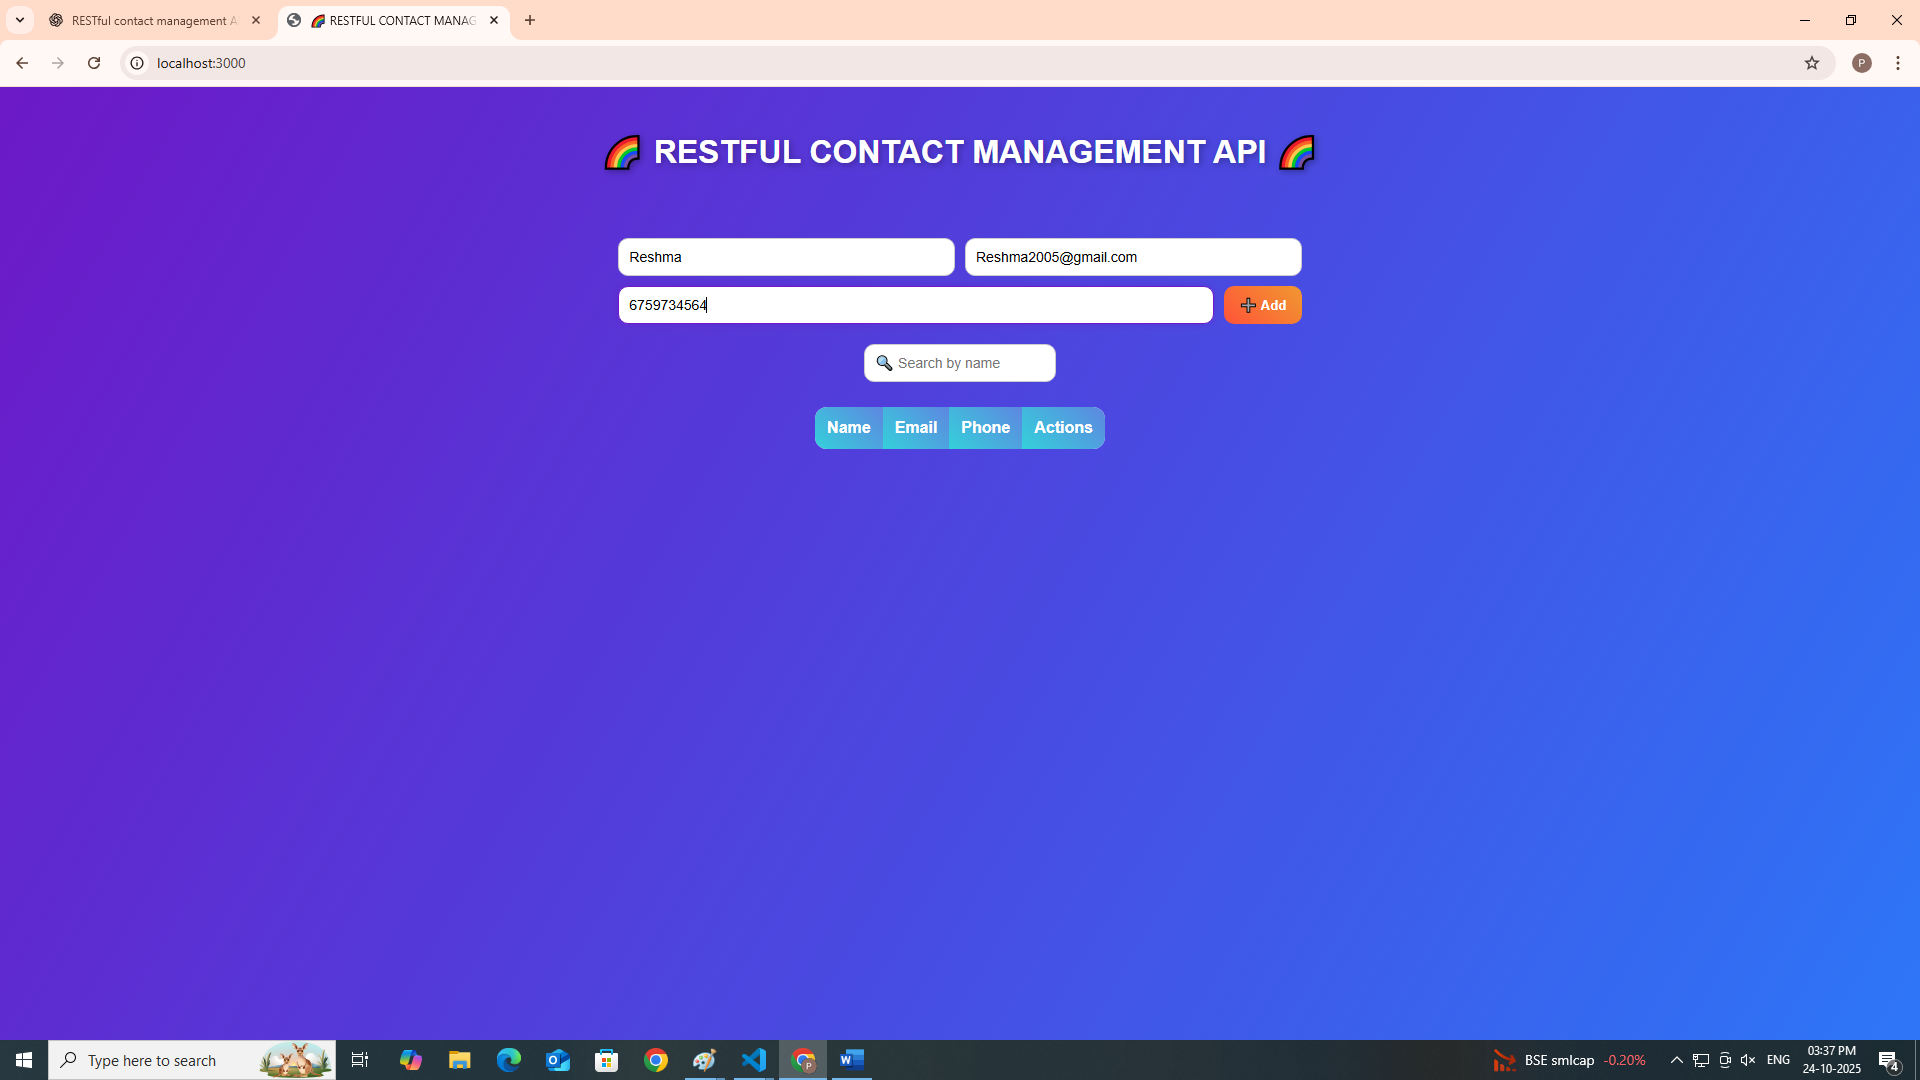 RESTful contact management A
🌈 RESTFUL CONTACT MANAG
localhost:3000
P
🌈 RESTFUL CONTACT MANAGEMENT API 🌈
Reshma
Reshma2005@gmail.com
6759734564
➕ Add
🔍 Search by name
Name Email Phone Actions
Type here to search
BSE smlcap -0.20%
ENG
03:37 PM
24-10-2025
4